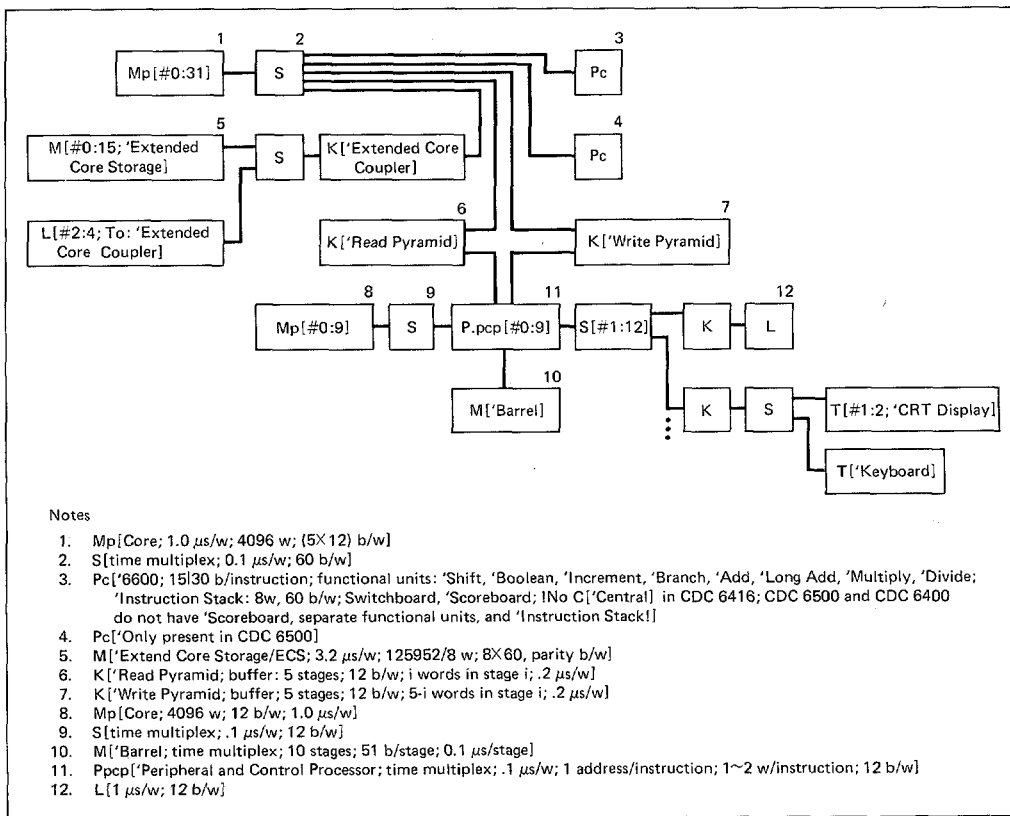 1
2
3
Mp[#0:31]
S
Pc
5
4
M[#0:15; 'Extended
Core Storage]
S
K['Extended Core
Coupler]
Pc
6
7
L[#2:4; To: 'Extended
Core Coupler]
K['Read Pyramid]
K['Write Pyramid]
8
9
11
12
Mp[#0:9]
S
P.pcp[#0:9]
S[#1:12]
K
L
10
M['Barrel]
K
S
T[#1:2; 'CRT Display]
T['Keyboard]
Notes
1. Mp[Core; 1.0 μs/w; 4096 w; (5X12) b/w]
2. S[time multiplex; 0.1 μs/w; 60 b/w]
3. Pc['6600; 15|30 b/instruction; functional units: 'Shift, 'Boolean, 'Increment, 'Branch, 'Add, 'Long Add, 'Multiply, 'Divide;
'Instruction Stack: 8w, 60 b/w; Switchboard, 'Scoreboard; !No C['Central] in CDC 6416; CDC 6500 and CDC 6400
do not have 'Scoreboard, separate functional units, and 'Instruction Stack!]
4. Pc['Only present in CDC 6500]
5. M['Extend Core Storage/ECS; 3.2 μs/w; 125952/8 w; 8X60, parity b/w]
6. K['Read Pyramid; buffer: 5 stages; 12 b/w; i words in stage i; .2 μs/w]
7. K['Write Pyramid; buffer; 5 stages; 12 b/w; 5-i words in stage i; .2 μs/w]
8. Mp[Core; 4096 w; 12 b/w; 1.0 μs/w]
9. S[time multiplex; .1 μs/w; 12 b/w]
10. M['Barrel; time multiplex; 10 stages; 51 b/stage; 0.1 μs/stage]
11. Ppcp['Peripheral and Control Processor; time multiplex; .1 μs/w; 1 address/instruction; 1~2 w/instruction; 12 b/w]
12. L[1 μs/w; 12 b/w]